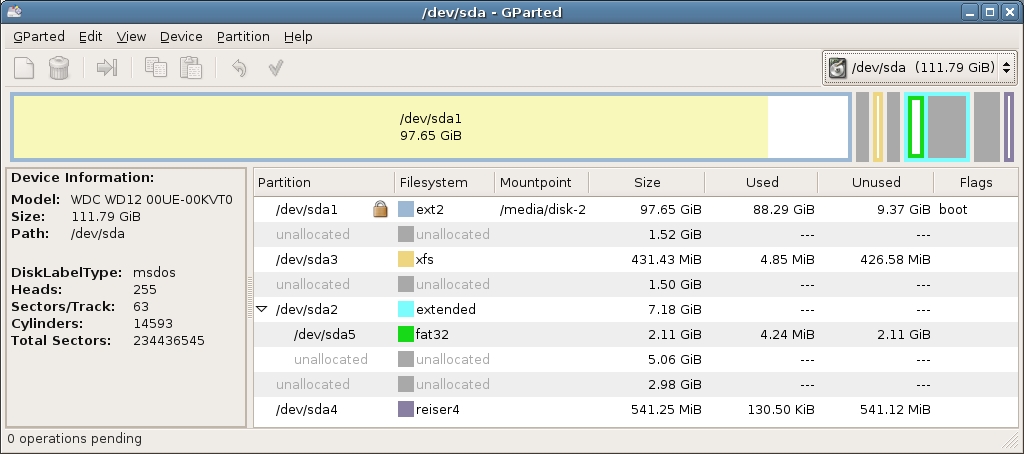 /dev/sda - GParted
GParted Edit View Device Partition Help
/dev/sda (111.79 GiB)
/dev/sda1
97.65 GiB
Device Information:
Model: WDC WD12 00UE-00KVT0
Size: 111.79 GiB
Path: /dev/sda
DiskLabelType: msdos
Heads: 255
Sectors/Track: 63
Cylinders: 14593
Total Sectors: 234436545
Partition Filesystem Mountpoint Size Used Unused Flags
/dev/sda1 ext2 /media/disk-2 97.65 GiB 88.29 GiB 9.37 GiB boot
unallocated unallocated 1.52 GiB --- ---
/dev/sda3 xfs 431.43 MiB 4.85 MiB 426.58 MiB
unallocated unallocated 1.50 GiB --- ---
/dev/sda2 extended 7.18 GiB --- ---
/dev/sda5 fat32 2.11 GiB 4.24 MiB 2.11 GiB
unallocated unallocated 5.06 GiB --- ---
unallocated unallocated 2.98 GiB --- ---
/dev/sda4 reiser4 541.25 MiB 130.50 KiB 541.12 MiB
0 operations pending